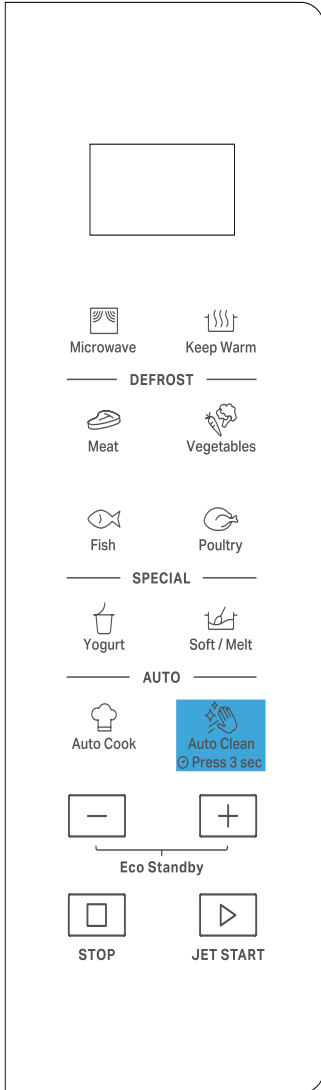 Microwave Keep Warm
DEFROST
Meat Vegetables
Fish Poultry
SPECIAL
Yogurt Soft / Melt
AUTO
Auto Cook Auto Clean
Press 3 sec
Eco Standby
STOP JET START